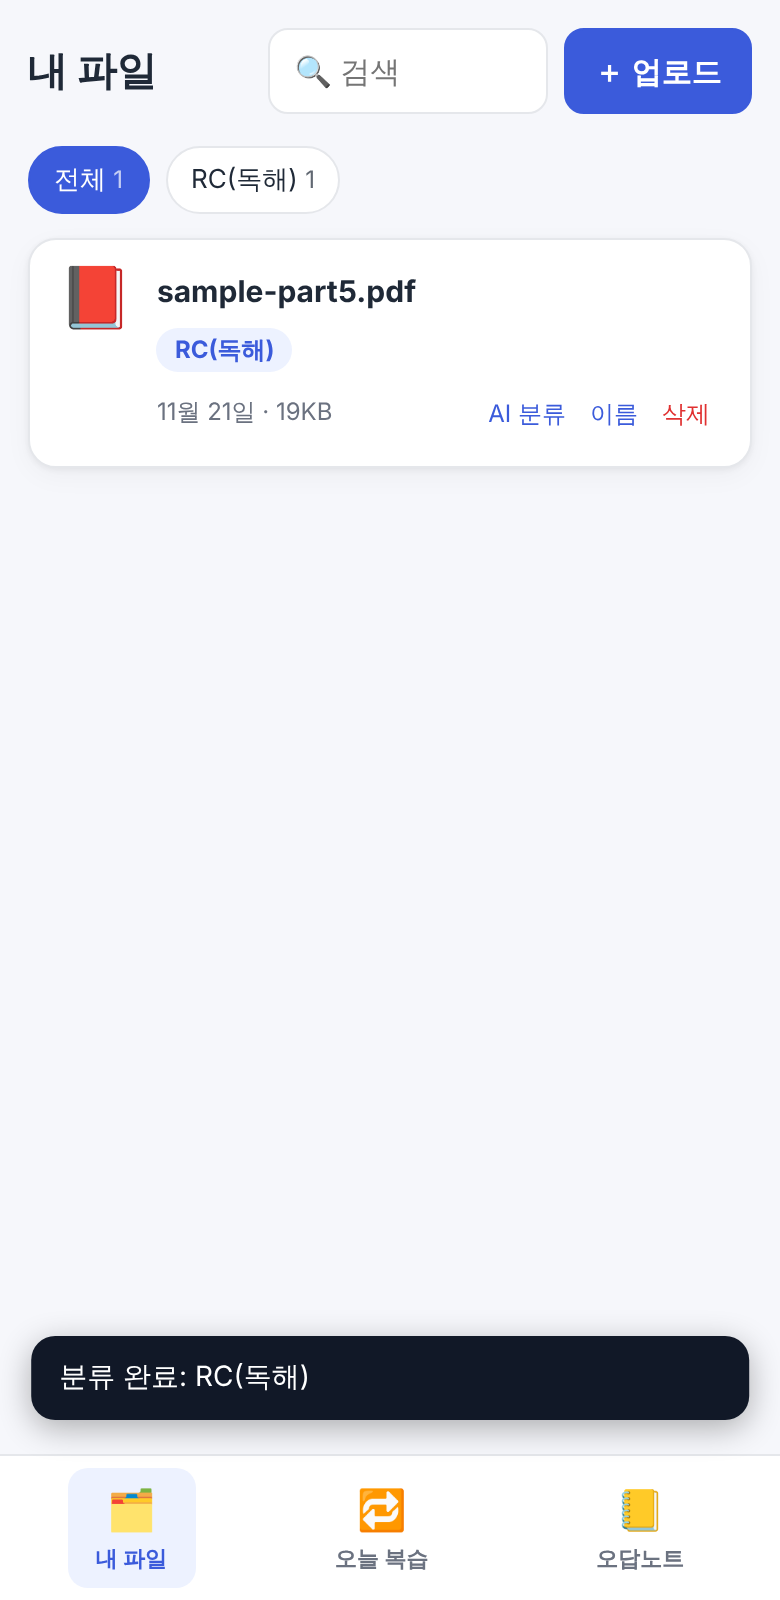 내 파일
🔍 검색
+ 업로드
전체 1
RC(독해) 1
sample-part5.pdf
RC(독해)
11월 21일 · 19KB
AI 분류 이름 삭제
분류 완료: RC(독해)
내 파일
오늘 복습
오답노트